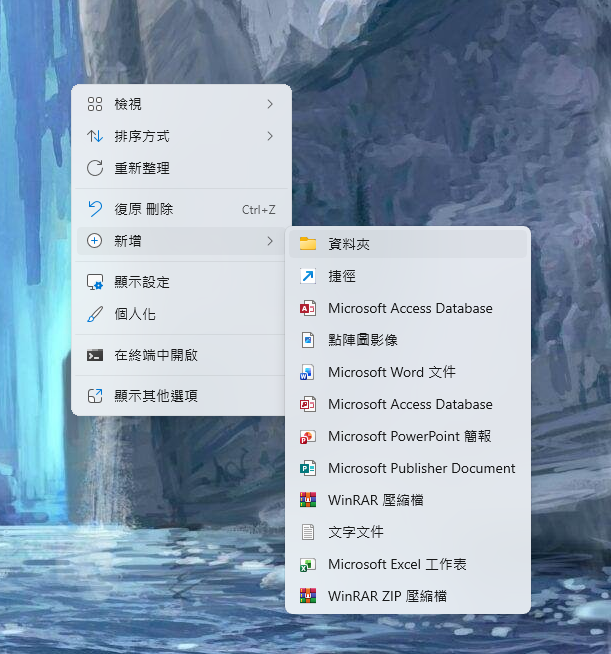 檢視
排序方式
重新整理
復原 刪除 Ctrl+Z
新增
顯示設定
個人化
在終端中開啟
顯示其他選項
資料夾
捷徑
Microsoft Access Database
點陣圖影像
Microsoft Word 文件
Microsoft Access Database
Microsoft PowerPoint 簡報
Microsoft Publisher Document
WinRAR 壓縮檔
文字文件
Microsoft Excel 工作表
WinRAR ZIP 壓縮檔